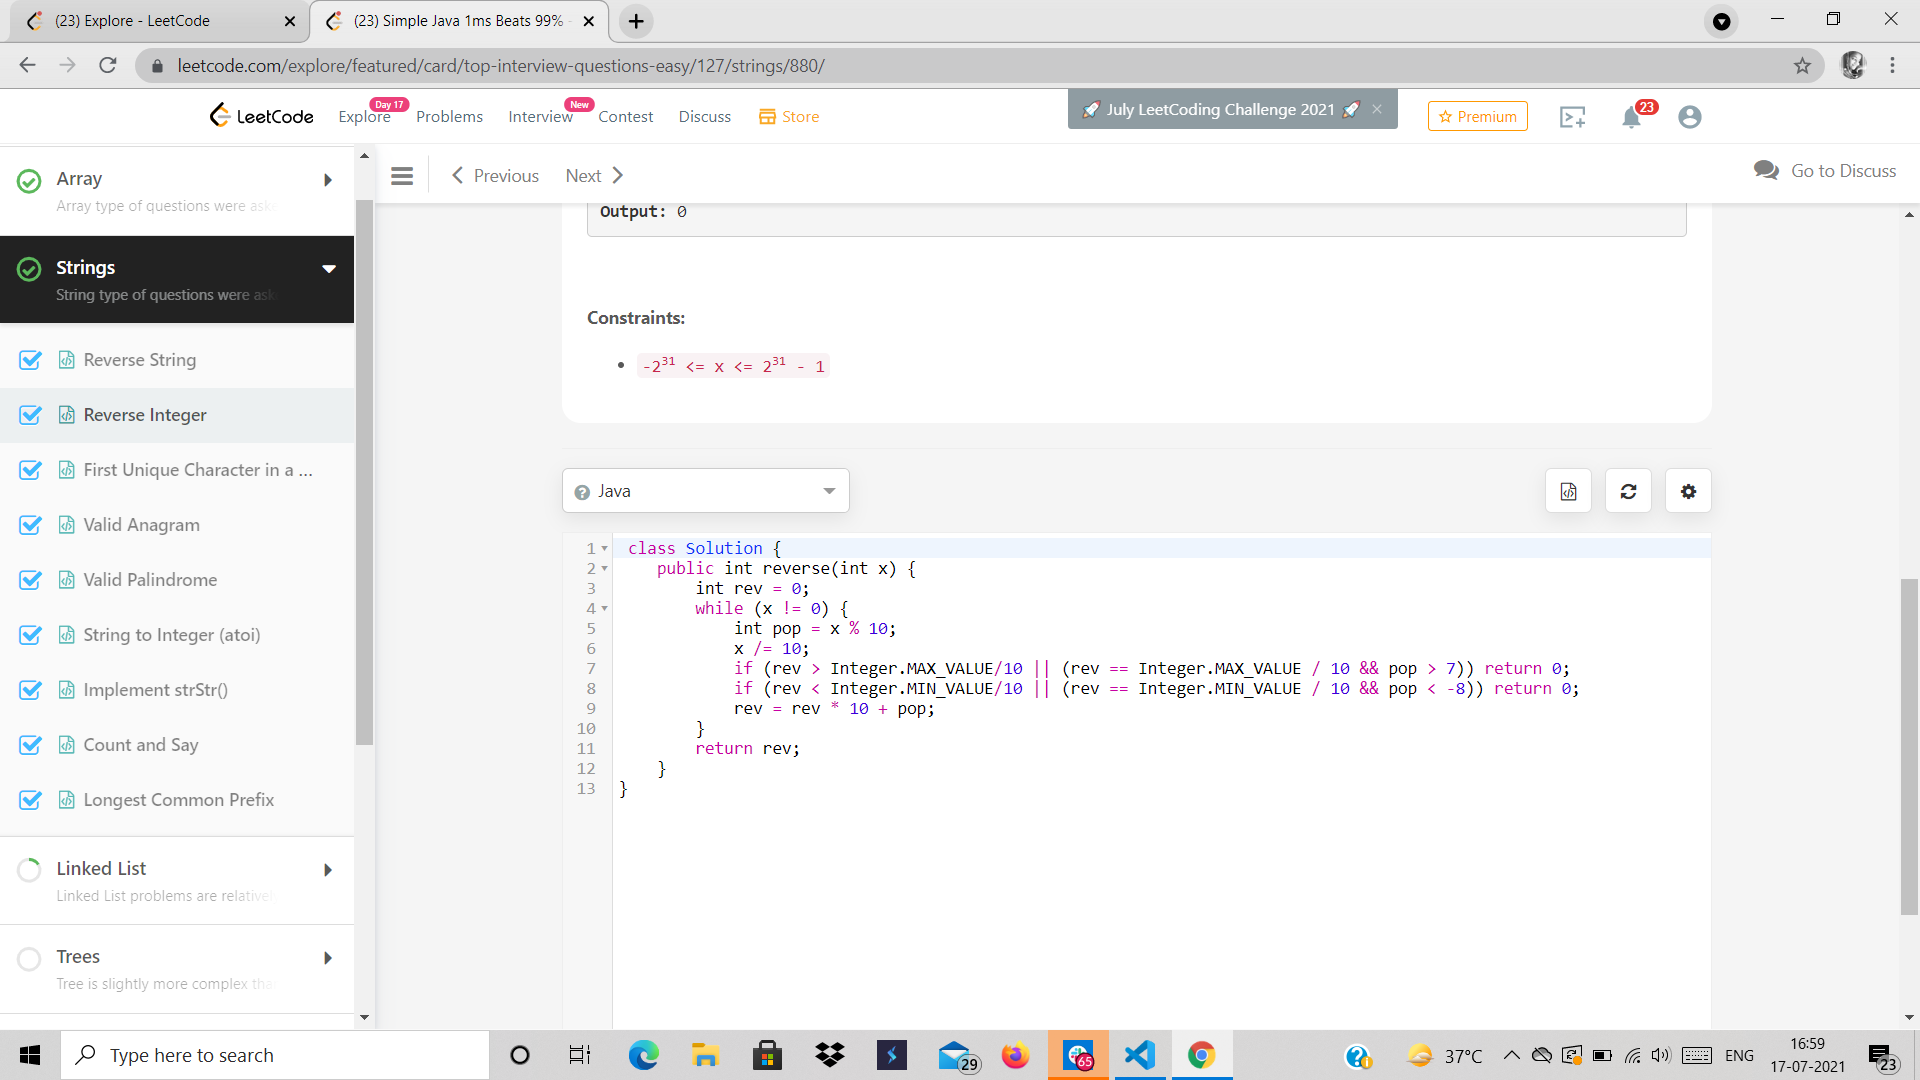 (23) Explore - LeetCode
(23) Simple Java 1ms Beats 99% -
leetcode.com/explore/featured/card/top-interview-questions-easy/127/strings/880/
LeetCode
Explore
Day 17
Problems
Interview
New
Contest
Discuss
Store
🚀 July LeetCoding Challenge 2021 🚀 ×
Premium
23
Array
Array type of questions were aske
Strings
String type of questions were ask
Reverse String
Reverse Integer
First Unique Character in a ...
Valid Anagram
Valid Palindrome
String to Integer (atoi)
Implement strStr()
Count and Say
Longest Common Prefix
Linked List
Linked List problems are relative
Trees
Tree is slightly more complex tha
Previous
Next
Go to Discuss
Output: 0
Constraints:
• -2³¹ <= x <= 2³¹ - 1
Java
1 class Solution {
2 public int reverse(int x) {
3 int rev = 0;
4 while (x != 0) {
5 int pop = x % 10;
6 x /= 10;
7 if (rev > Integer.MAX_VALUE/10 || (rev == Integer.MAX_VALUE / 10 && pop > 7)) return 0;
8 if (rev < Integer.MIN_VALUE/10 || (rev == Integer.MIN_VALUE / 10 && pop < -8)) return 0;
9 rev = rev * 10 + pop;
10 }
11 return rev;
12 }
13 }
Type here to search
29
65
37°C
ENG
16:59
17-07-2021
23